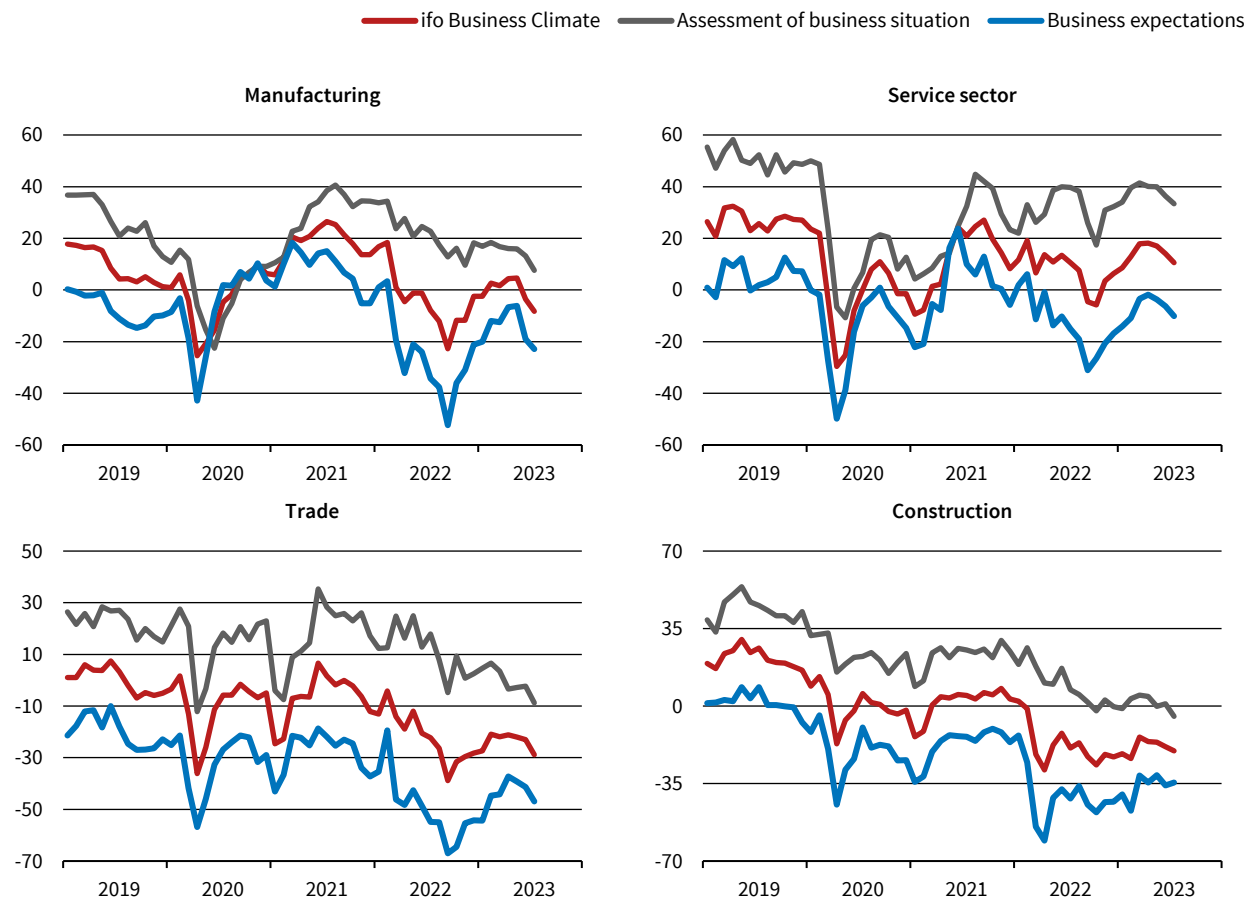 ifo Business Climate Assessment of business situation Business expectations
Manufacturing
60
40
20
0
-20
-40
-60
2019 2020 2021 2022 2023
Service sector
60
40
20
0
-20
-40
-60
2019 2020 2021 2022 2023
Trade
50
30
10
-10
-30
-50
-70
2019 2020 2021 2022 2023
Construction
70
35
0
-35
-70
2019 2020 2021 2022 2023